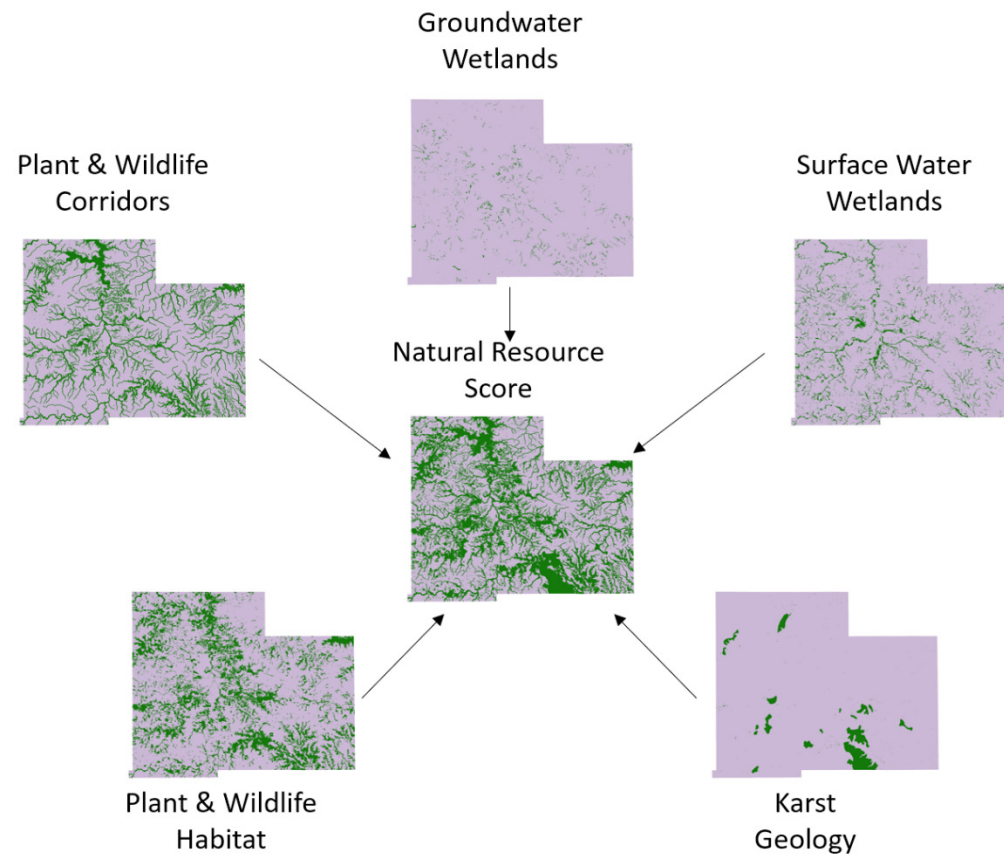 Groundwater
Wetlands
Plant & Wildlife
Corridors
Surface Water
Wetlands
Natural Resource
Score
Plant & Wildlife
Habitat
Karst
Geology